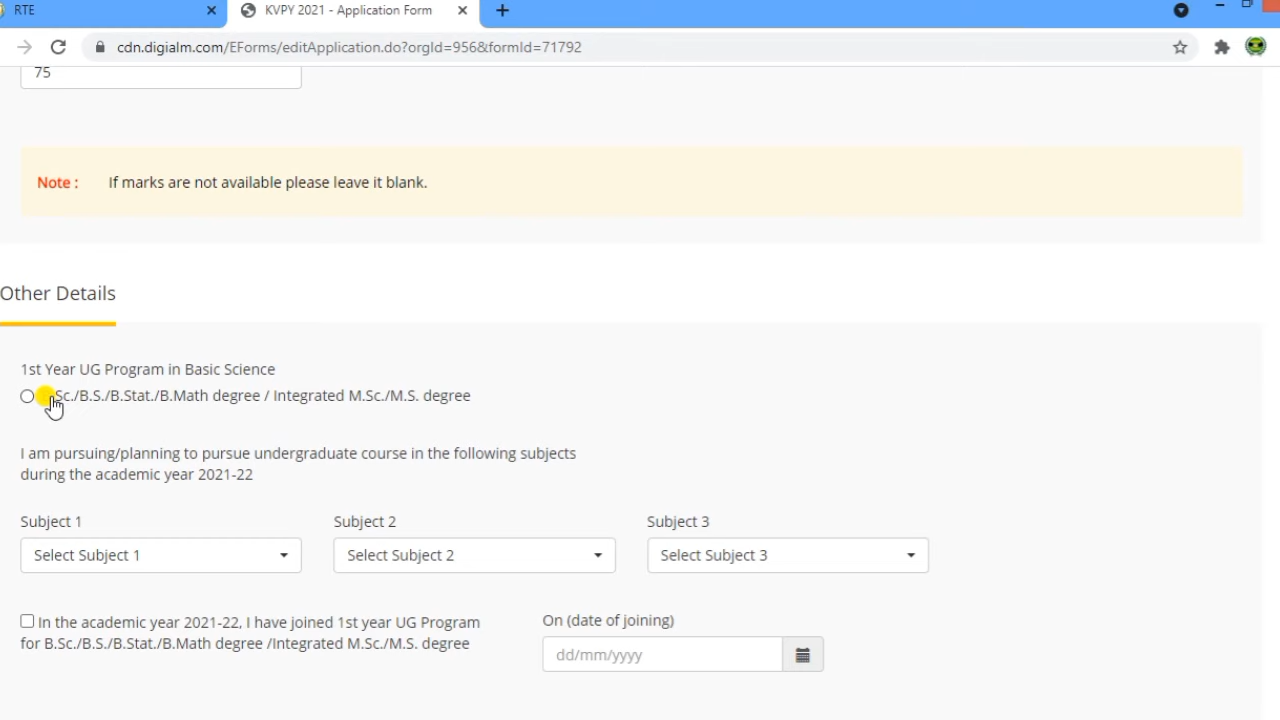 RTE
KVPY 2021 - Application Form
cdn.digialm.com/EForms/editApplication.do?orgId=956&formId=71792
75
Note : If marks are not available please leave it blank.
Other Details
1st Year UG Program in Basic Science
Sc./B.S./B.Stat./B.Math degree / Integrated M.Sc./M.S. degree
I am pursuing/planning to pursue undergraduate course in the following subjects
during the academic year 2021-22
Subject 1 Subject 2 Subject 3
Select Subject 1 Select Subject 2 Select Subject 3
In the academic year 2021-22, I have joined 1st year UG Program
for B.Sc./B.S./B.Stat./B.Math degree /Integrated M.Sc./M.S. degree
On (date of joining)
dd/mm/yyyy